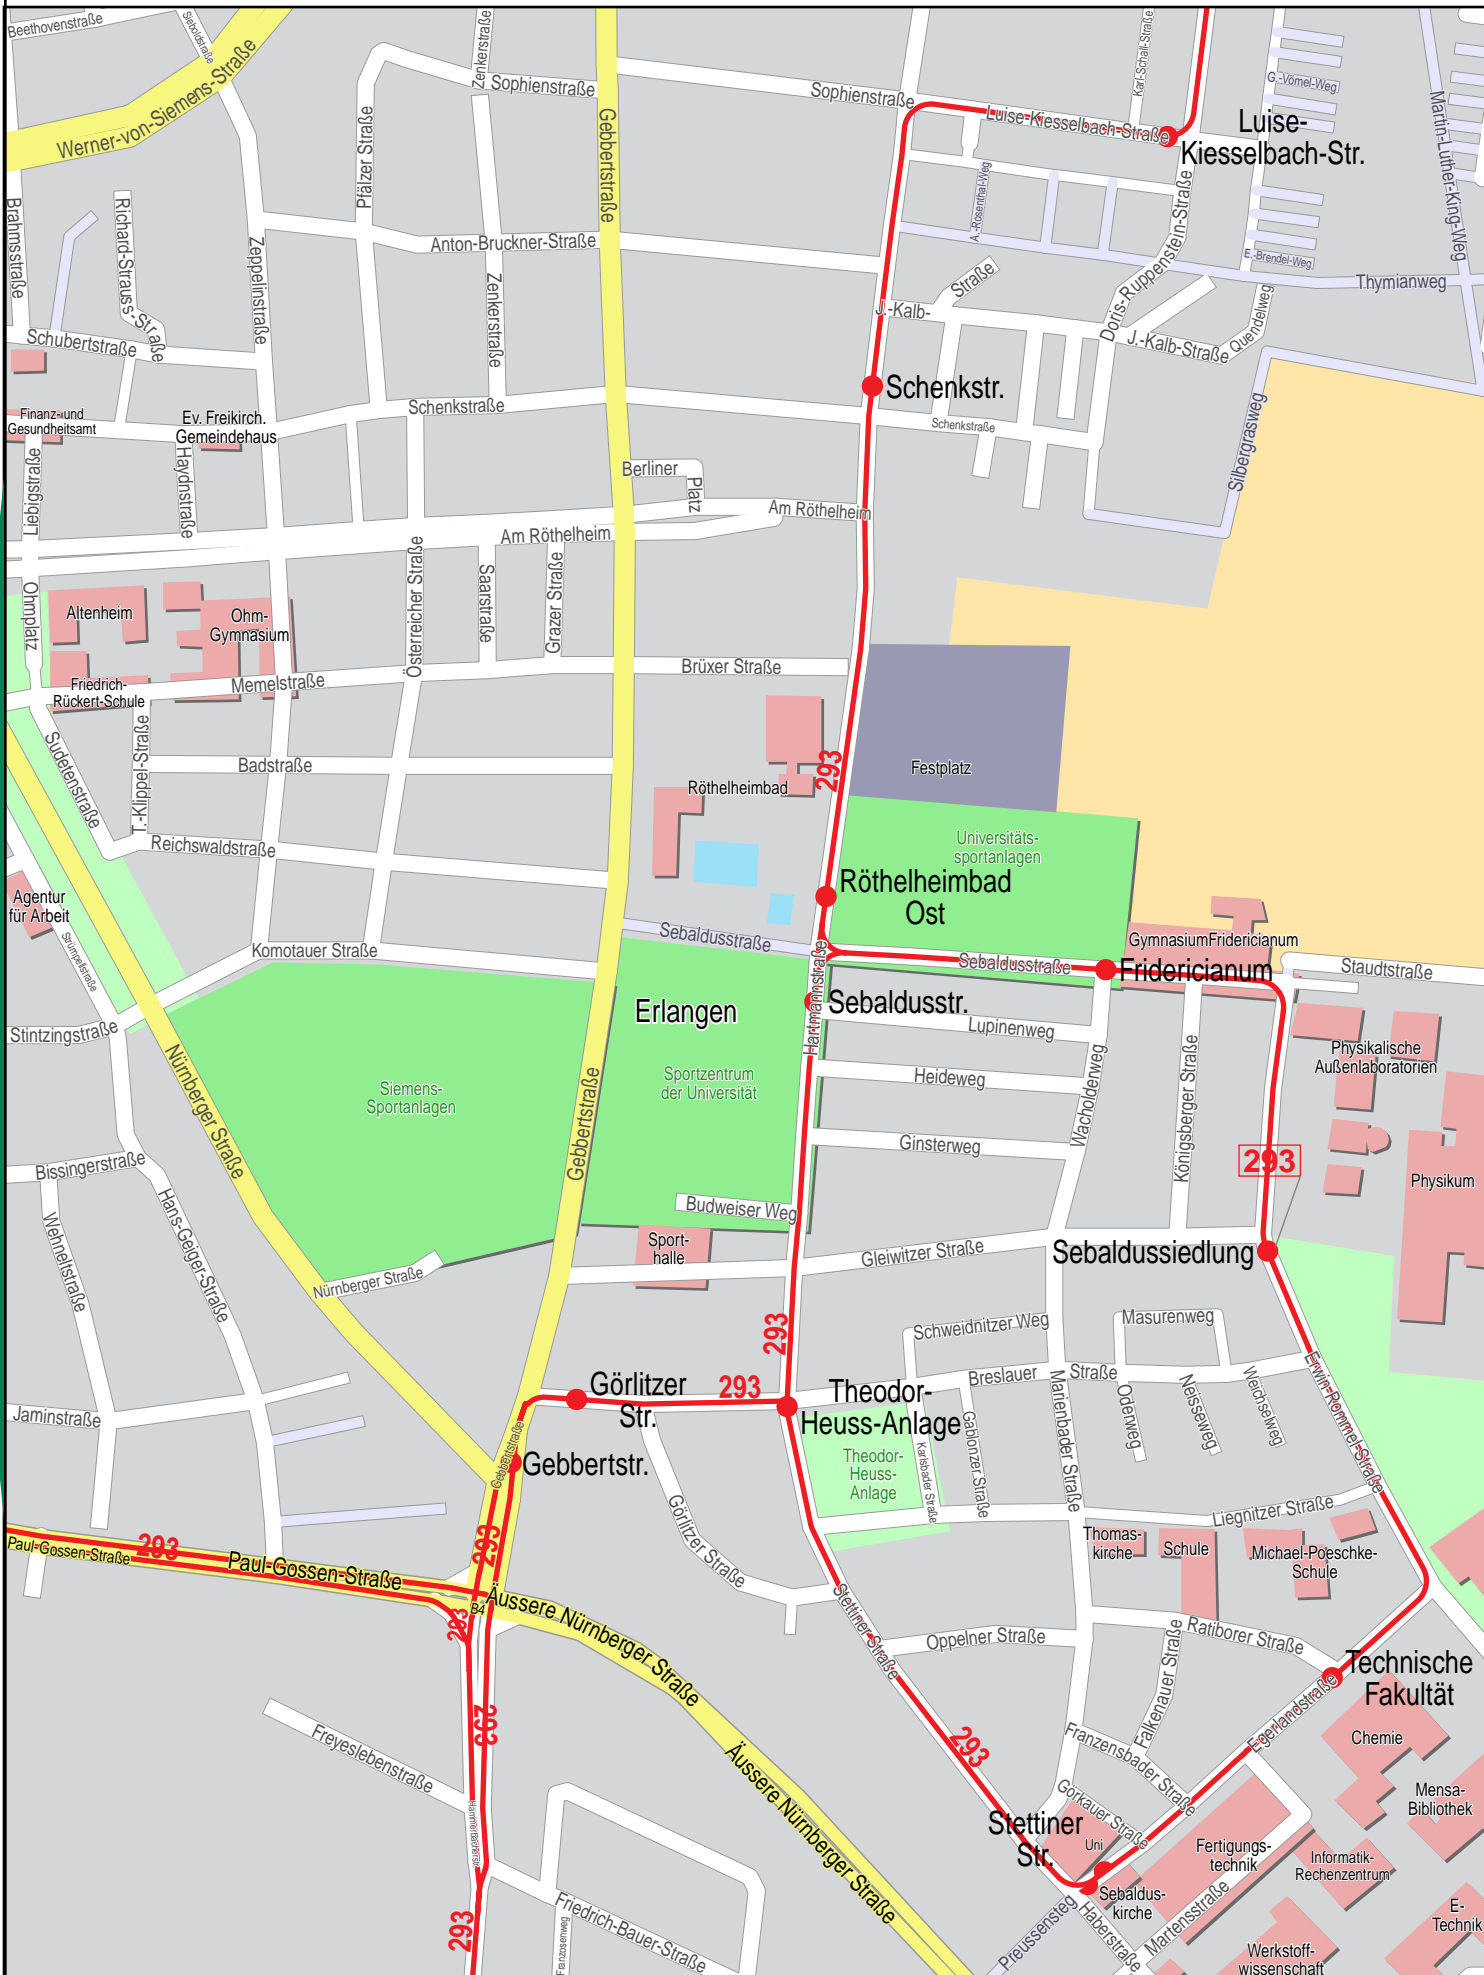 Beethovenstraße
Sieboldstraße
Werner-von-Siemens-Straße
Zenkerstraße
Sophienstraße
Gebbertstraße
Sophienstraße
Karl-Schall-Straße
Luise-Kiesselbach-Straße
Luise-
Kiesselbach-Str.
G.-Vömel-Weg
Martin-Luther-King-Weg
Pfälzer Straße
Brahmsstraße
Richard-Strauss-Straße
Zeppelinstraße
Anton-Bruckner-Straße
Zenkerstraße
A.-Rosenthal-Weg
Doris-Ruppenstein-Straße
E.-Brendel-Weg
Thymianweg
J.-Kalb-
Straße
J.-Kalb-Straße
Quendelweg
Schubertstraße
Schenkstr.
Finanz- und
Gesundheitsamt
Ev. Freikirch.
Gemeindehaus
Schenkstraße
Schenkstraße
Silbergrasweg
Liebigstraße
Haydnstraße
Berliner
Platz
Am Röthelheim
Am Röthelheim
Ohmplatz
Altenheim
Ohm-
Gymnasium
Österreicher Straße
Saarstraße
Grazer Straße
Friedrich-
Rückert-Schule
Memelstraße
Brüxer Straße
Sudetenstraße
T.-Klippel-Straße
Badstraße
Röthelheimbad
293
Festplatz
Reichswaldstraße
Universitäts-
sportanlagen
Agentur
für Arbeit
Strümpellstraße
Röthelheimbad
Ost
Komotauer Straße
Sebaldusstraße
Hartmannstraße
Sebaldusstraße
Gymnasium Fridericianum
Fridericianum
Staudtstraße
Stintzingstraße
Erlangen
Sebaldusstr.
Lupinenweg
Nürnberger Straße
Siemens-
Sportanlagen
Gebbertstraße
Sportzentrum
der Universität
Heideweg
Wacholderweg
Königsberger Straße
Physikalische
Außenlaboratorien
Ginsterweg
293
Physikum
Bissingerstraße
Wehneltstraße
Hans-Geiger-Straße
Budweiser Weg
Sport-
halle
Gleiwitzer Straße
Sebaldussiedlung
Nürnberger Straße
293
Schweidnitzer Weg
Masurenweg
Görlitzer
Str.
293
Theodor-
Heuss-Anlage
Breslauer Straße
Marienbader Straße
Oderweg
Neisseweg
Weichselweg
Erwin-Rommel-Straße
Jaminstraße
Gebbertstraße
Gebbertstr.
Theodor-
Heuss-
Anlage
Karlsbader Straße
Gablonzer Straße
Görlitzer Straße
Liegnitzer Straße
Thomas-
kirche
Schule
Michael-Poeschke-
Schule
Paul-Gossen-Straße
293
Paul-Gossen-Straße
293
B4
293
Äussere Nürnberger Straße
Stettiner Straße
Oppelner Straße
Ratiborer Straße
Falkenauer Straße
Technische
Fakultät
Egerlandstraße
Chemie
Freyeslebenstraße
293
Äussere Nürnberger Straße
293
Franzensbader Straße
Görkauer Straße
Mensa-
Bibliothek
Hammerbacherstr.
Stettiner
Str.
Uni
Fertigungs-
technik
Informatik-
Rechenzentrum
Sebaldus-
kirche
Martensstraße
Haberstraße
Preussensteg
E-
Technik
Werkstoff-
wissenschaft
293
Friedrich-Bauer-Straße
Franzosenweg